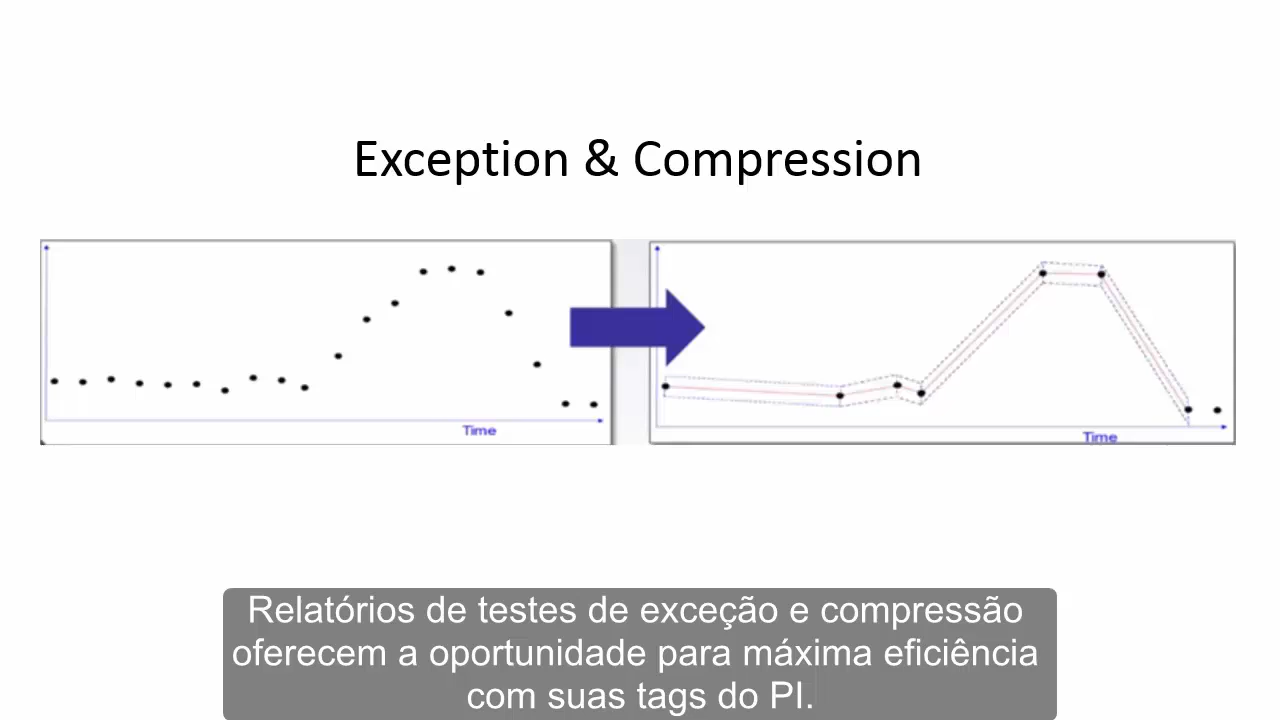 Exception & Compression
Time
Time
Relatórios de testes de exceção e compressão
oferecem a oportunidade para máxima eficiência
com suas tags do PI.